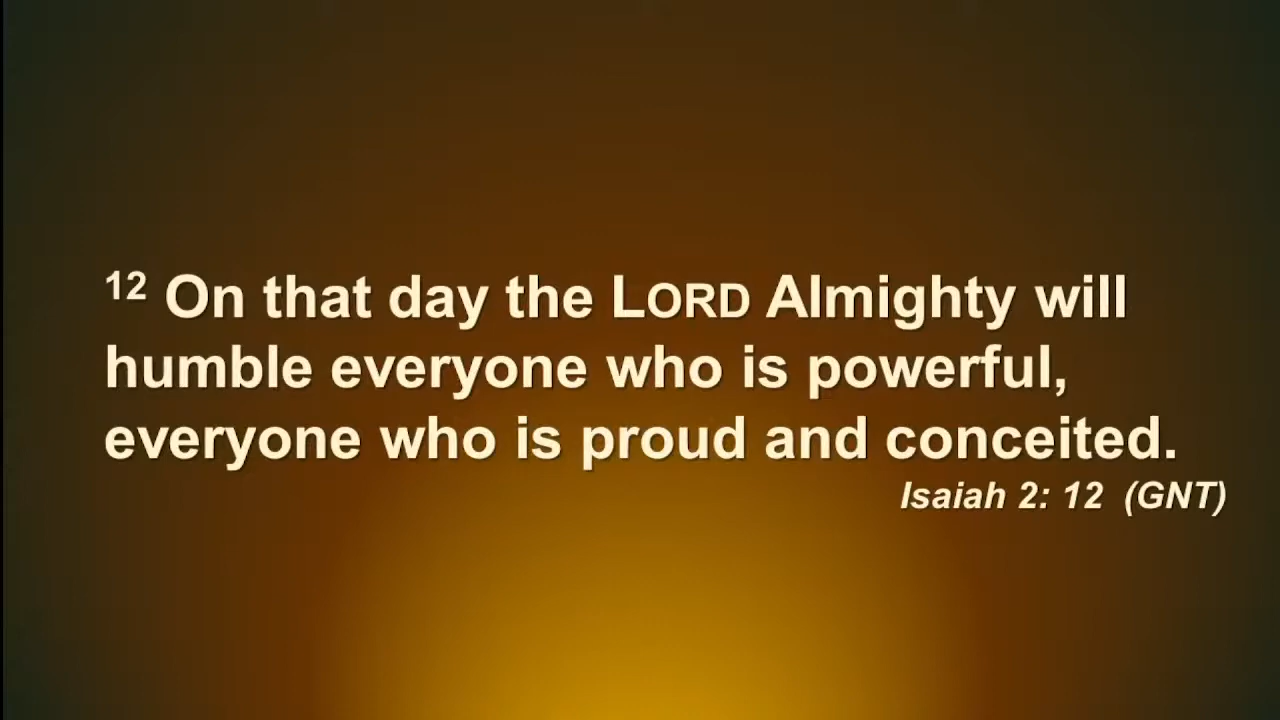 12 On that day the LORD Almighty will
humble everyone who is powerful,
everyone who is proud and conceited.
Isaiah 2: 12 (GNT)